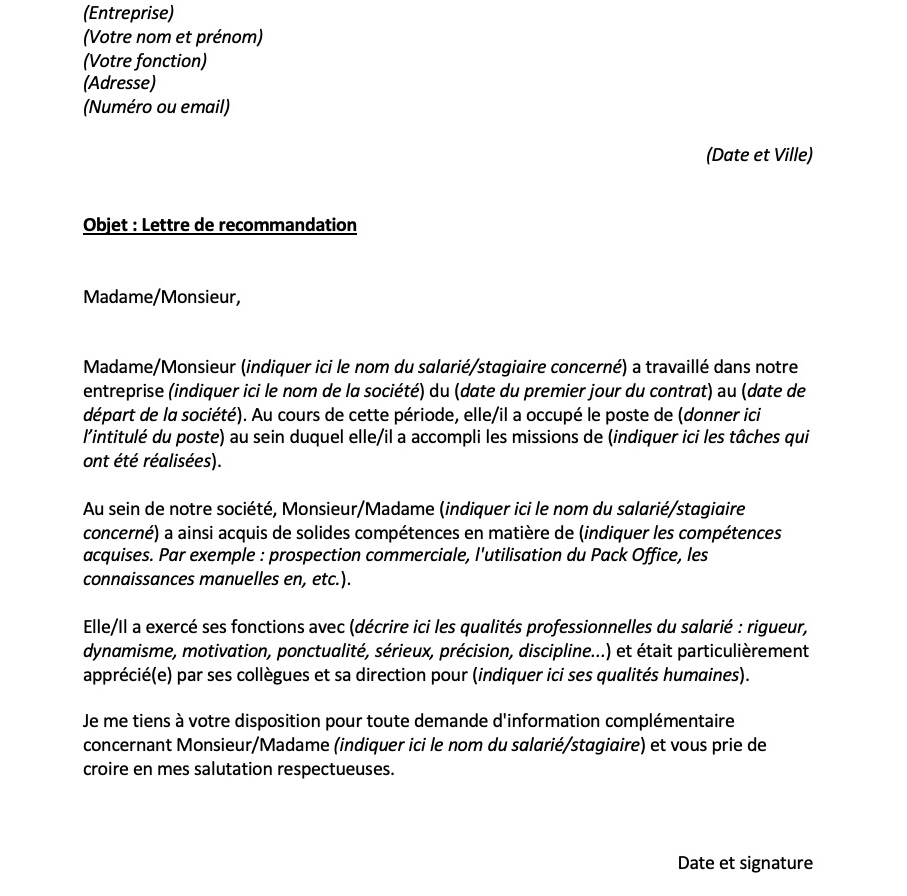 (Entreprise)
(Votre nom et prénom)
(Votre fonction)
(Adresse)
(Numéro ou email)
(Date et Ville)
Objet : Lettre de recommandation
Madame/Monsieur,
Madame/Monsieur (indiquer ici le nom du salarié/stagiaire concerné) a travaillé dans notre
entreprise (indiquer ici le nom de la société) du (date du premier jour du contrat) au (date de
départ de la société). Au cours de cette période, elle/il a occupé le poste de (donner ici
l’intitulé du poste) au sein duquel elle/il a accompli les missions de (indiquer ici les tâches qui
ont été réalisées).
Au sein de notre société, Monsieur/Madame (indiquer ici le nom du salarié/stagiaire
concerné) a ainsi acquis de solides compétences en matière de (indiquer les compétences
acquises. Par exemple : prospection commerciale, l'utilisation du Pack Office, les
connaissances manuelles en, etc.).
Elle/Il a exercé ses fonctions avec (décrire ici les qualités professionnelles du salarié : rigueur,
dynamisme, motivation, ponctualité, sérieux, précision, discipline...) et était particulièrement
apprécié(e) par ses collègues et sa direction pour (indiquer ici ses qualités humaines).
Je me tiens à votre disposition pour toute demande d'information complémentaire
concernant Monsieur/Madame (indiquer ici le nom du salarié/stagiaire) et vous prie de
croire en mes salutation respectueuses.
Date et signature